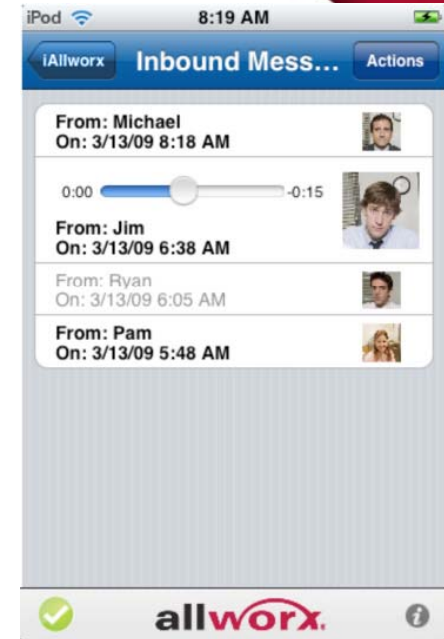 iPod 8:19 AM
iAllworx Inbound Mess... Actions
From: Michael
On: 3/13/09 8:18 AM
0:00 -0:15
From: Jim
On: 3/13/09 6:38 AM
From: Ryan
On: 3/13/09 6:05 AM
From: Pam
On: 3/13/09 5:48 AM
allworx. i